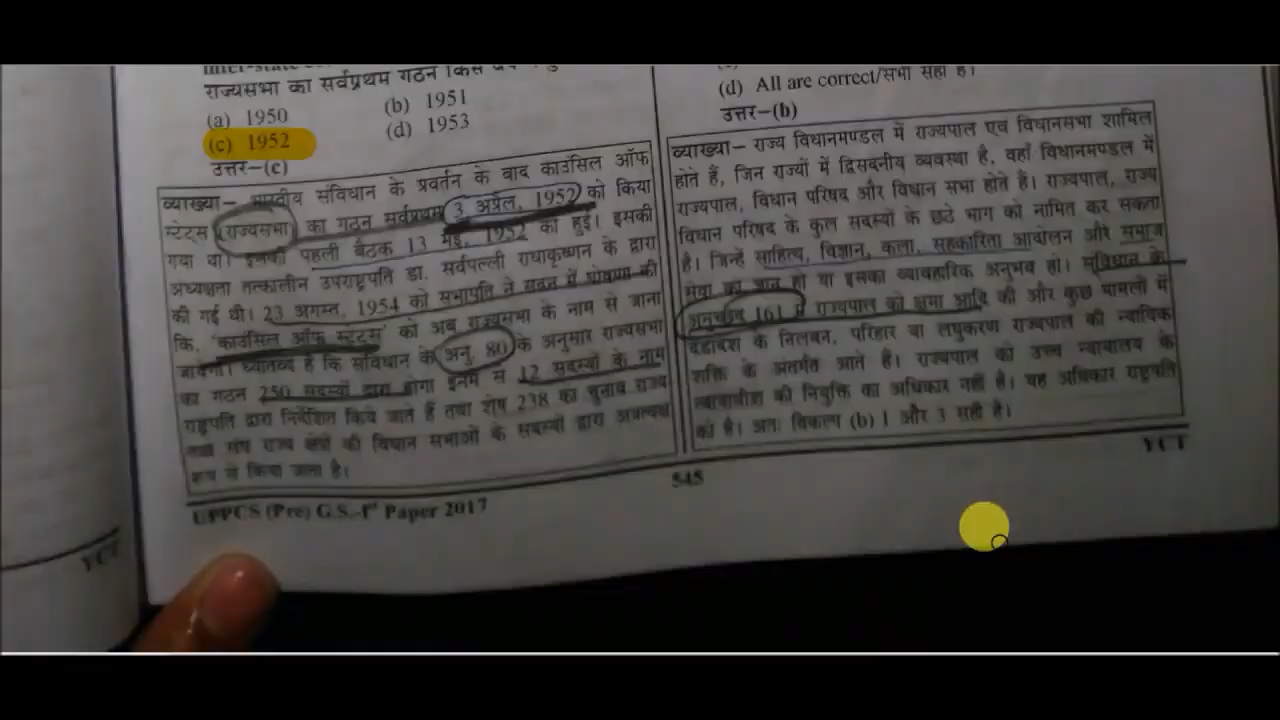 राज्यसभा का सर्वप्रथम गठन किस
(a) 1950
(b) 1951
(c) 1952
(d) 1953
उत्तर–(c)
व्याख्या– भारतीय संविधान के प्रवर्तन के बाद काउंसिल ऑफ
स्टेट्स राज्यसभा का गठन सर्वप्रथम 3 अप्रैल, 1952 को किया
गया था। इसकी पहली बैठक 13 मई, 1952 को हुई। इसकी
अध्यक्षता तत्कालीन उपराष्ट्रपति डा. सर्वपल्ली राधाकृष्णन के द्वारा
की गई थी। 23 अगस्त, 1954 को सभापति ने सदन में घोषणा की
कि, 'काउंसिल ऑफ स्टेट्स' को अब राज्यसभा के नाम से जाना
जायेगा। ध्यातव्य है कि संविधान के अनु. 80 के अनुसार राज्यसभा
का गठन 250 सदस्यों द्वारा होगा इनमें से 12 सदस्यों के नाम
राष्ट्रपति द्वारा निर्देशित किये जाते हैं तथा शेष 238 का चुनाव राज्य
तथा संघ राज्य क्षेत्रों की विधान सभाओं के सदस्यों द्वारा अप्रत्यक्ष
रूप से किया जाता है।
(d) All are correct/सभी सही हैं।
उत्तर–(b)
व्याख्या– राज्य विधानमण्डल में राज्यपाल एवं विधानसभा शामिल
होते हैं, जिन राज्यों में द्विसदनीय व्यवस्था है, वहाँ विधानमण्डल में
राज्यपाल, विधान परिषद और विधान सभा होते हैं। राज्यपाल, राज्य
विधान परिषद के कुल सदस्यों के छठे भाग को नामित कर सकता
है। जिन्हें साहित्य, विज्ञान, कला, सहकारिता आंदोलन और समाज
सेवा का ज्ञान हो या इसका व्यावहारिक अनुभव हो। संविधान के
अनुच्छेद 161 में राज्यपाल को क्षमा आदि की और कुछ मामलों में
दंडादेश के निलंबन, परिहार या लघुकरण राज्यपाल की न्यायिक
शक्ति के अंतर्गत आते हैं। राज्यपाल को उच्च न्यायालय के
न्यायाधीश की नियुक्ति का अधिकार नहीं है। यह अधिकार राष्ट्रपति
को है। अतः विकल्प (b) 1 और 3 सही है।
UPPCS (Pre) G.S.-Iˢᵗ Paper 2017
545
YCT
YCT